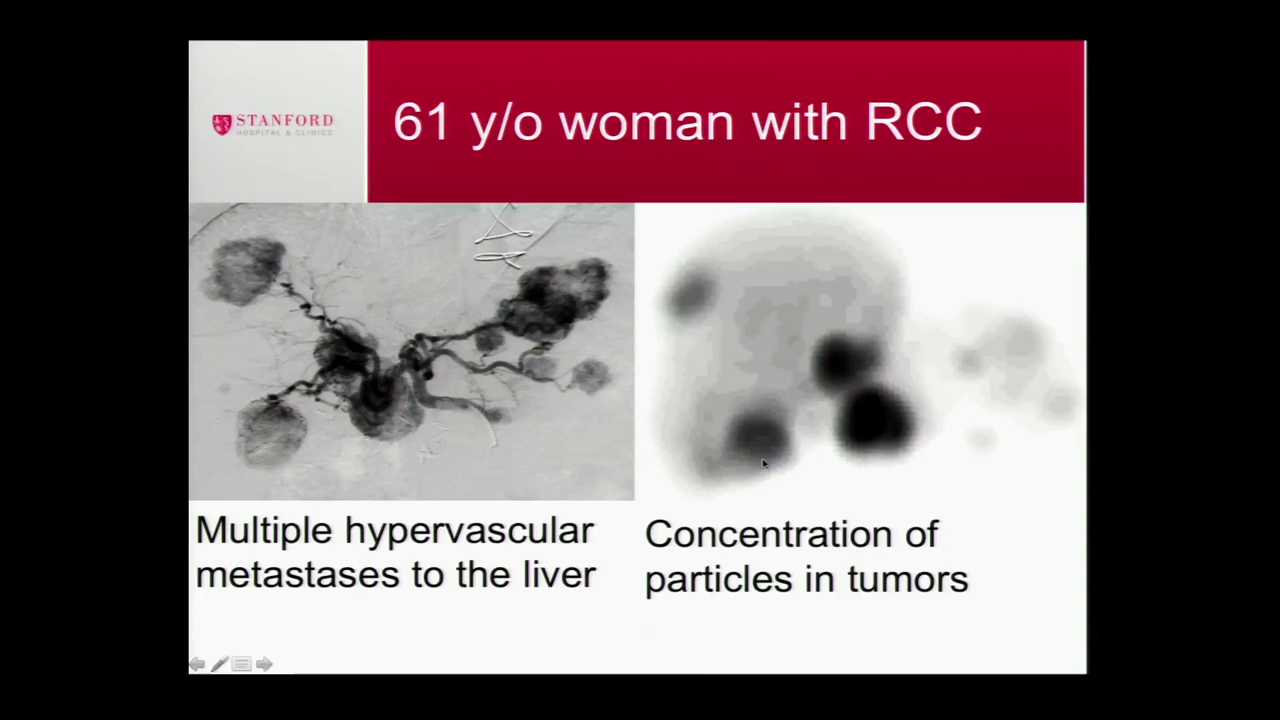 STANFORD
HOSPITAL & CLINICS
61 y/o woman with RCC
Multiple hypervascular
metastases to the liver
Concentration of
particles in tumors